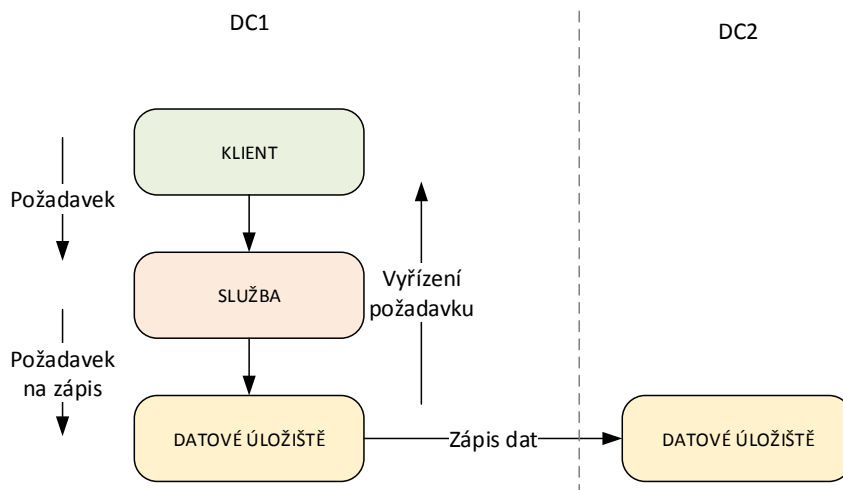 DC1
DC2
KLIENT
Požadavek
SLUŽBA
Vyřízení
požadavku
Požadavek
na zápis
DATOVÉ ÚLOŽIŠTĚ
Zápis dat
DATOVÉ ÚLOŽIŠTĚ